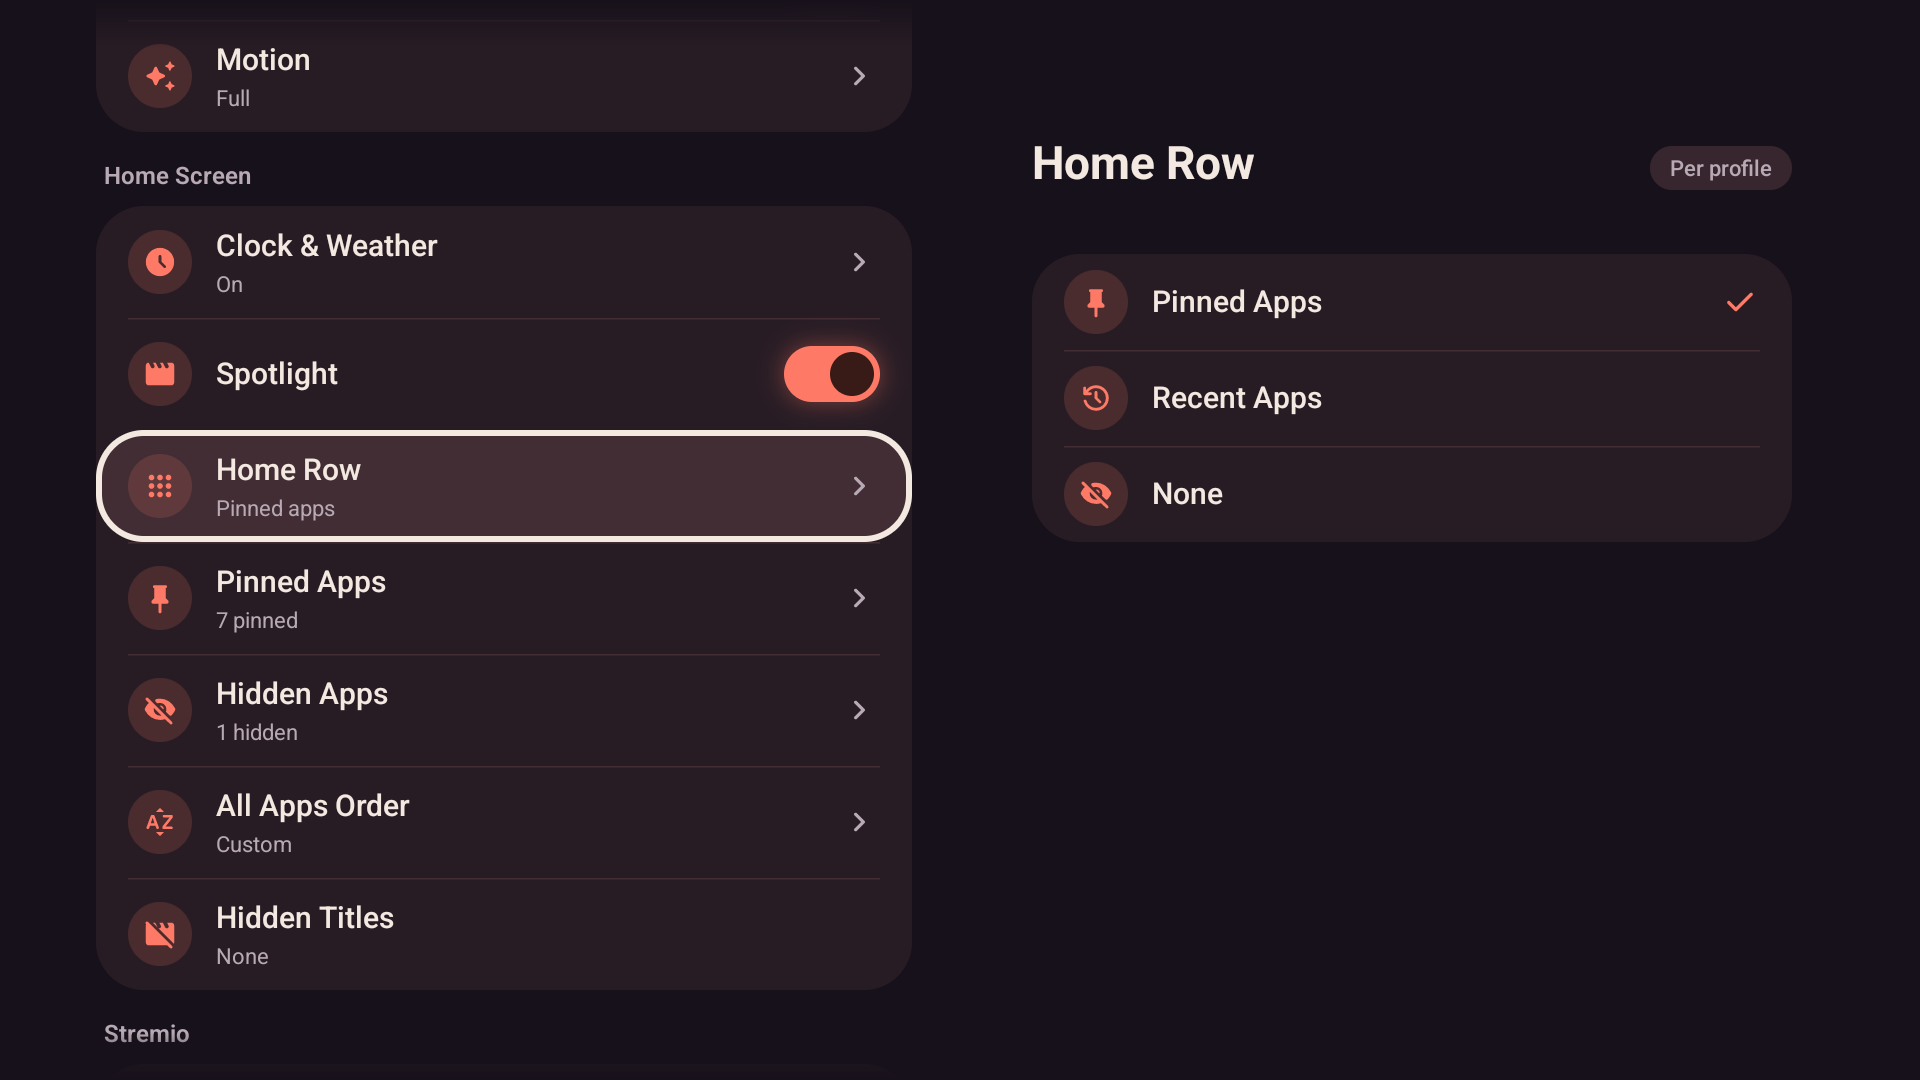 Motion
Full
Home Screen
Clock & Weather
On
Spotlight
Home Row
Pinned apps
Pinned Apps
7 pinned
Hidden Apps
1 hidden
AZ
All Apps Order
Custom
Hidden Titles
None
Stremio
Home Row
Per profile
Pinned Apps
Recent Apps
None